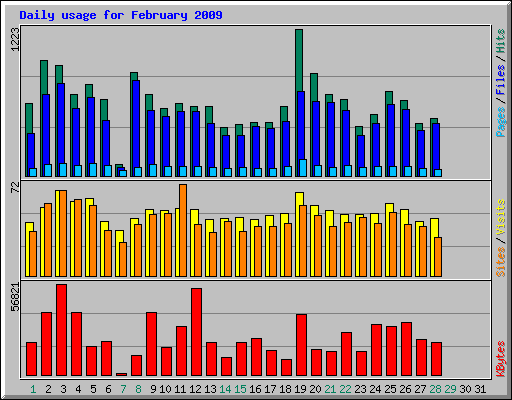 Daily usage for February 2009
1223
Pages / Files / Hits
72
Sites / Visits
56821
KBytes
1 2 3 4 5 6 7 8 9 10 11 12 13 14 15 16 17 18 19 20 21 22 23 24 25 26 27 28 29 30 31